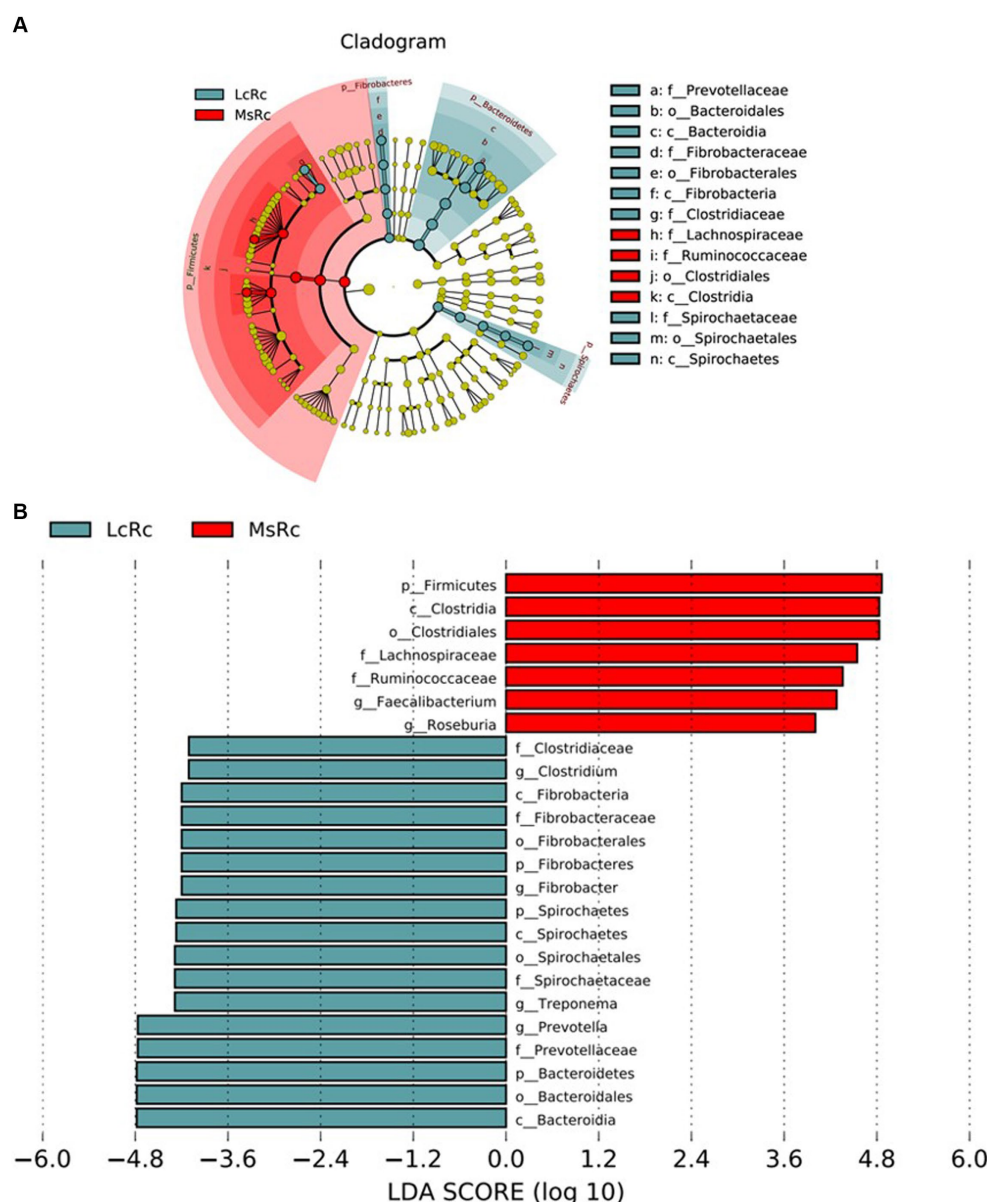 A
Cladogram
LcRc
MsRc
p__Fibrobacteres
f
e
d
p__Bacteroidetes
c
b
a
h
p__Firmicutes
k
j
m
n
p__Spirochaetes
a: f__Prevotellaceae
b: o__Bacteroidales
c: c__Bacteroidia
d: f__Fibrobacteraceae
e: o__Fibrobacterales
f: c__Fibrobacteria
g: f__Clostridiaceae
h: f__Lachnospiraceae
i: f__Ruminococcaceae
j: o__Clostridiales
k: c__Clostridia
l: f__Spirochaetaceae
m: o__Spirochaetales
n: c__Spirochaetes
B
LcRc MsRc
p__Firmicutes
c__Clostridia
o__Clostridiales
f__Lachnospiraceae
f__Ruminococcaceae
g__Faecalibacterium
g__Roseburia
f__Clostridiaceae
g__Clostridium
c__Fibrobacteria
f__Fibrobacteraceae
o__Fibrobacterales
p__Fibrobacteres
g__Fibrobacter
p__Spirochaetes
c__Spirochaetes
o__Spirochaetales
f__Spirochaetaceae
g__Treponema
g__Prevotella
f__Prevotellaceae
p__Bacteroidetes
o__Bacteroidales
c__Bacteroidia
−6.0 −4.8 −3.6 −2.4 −1.2 0.0 1.2 2.4 3.6 4.8 6.0
LDA SCORE (log 10)